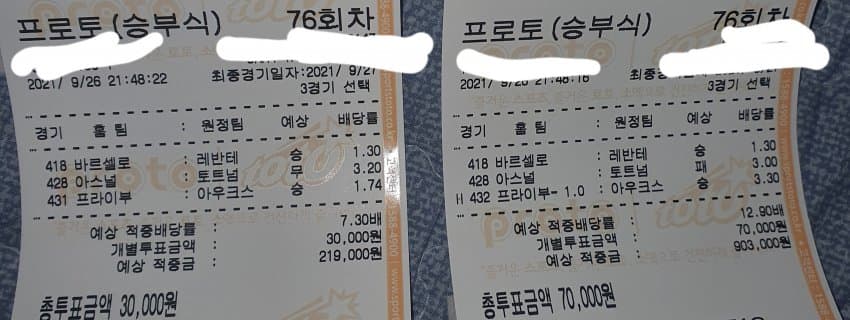 프로토 (승부식) 76회차
2021/ 9/26 21:48:22 최종경기일자:2021/ 9/27
3경기 선택
경기 홈 팀 : 원정팀 예상 배당률
418 바르셀로 : 레반테 승 1.30
428 아스널 : 토트넘 무 3.20
431 프라이부 : 아우크스 승 1.74
예상 적중배당률 7.30배
개별투표금액 30,000원
예상 적중금 219,000원
총투표금액 30,000원
프로토 (승부식) 76회차
2021/ 9/26 21:48:16 최종경기일자:2021/ 9/27
3경기 선택
경기 홈 팀 : 원정팀 예상 배당률
418 바르셀로 : 레반테 승 1.30
428 아스널 : 토트넘 패 3.00
H 432 프라이부- 1.0 : 아우크스 승 3.30
예상 적중배당률 12.90배
개별투표금액 70,000원
예상 적중금 903,000원
총투표금액 70,000원